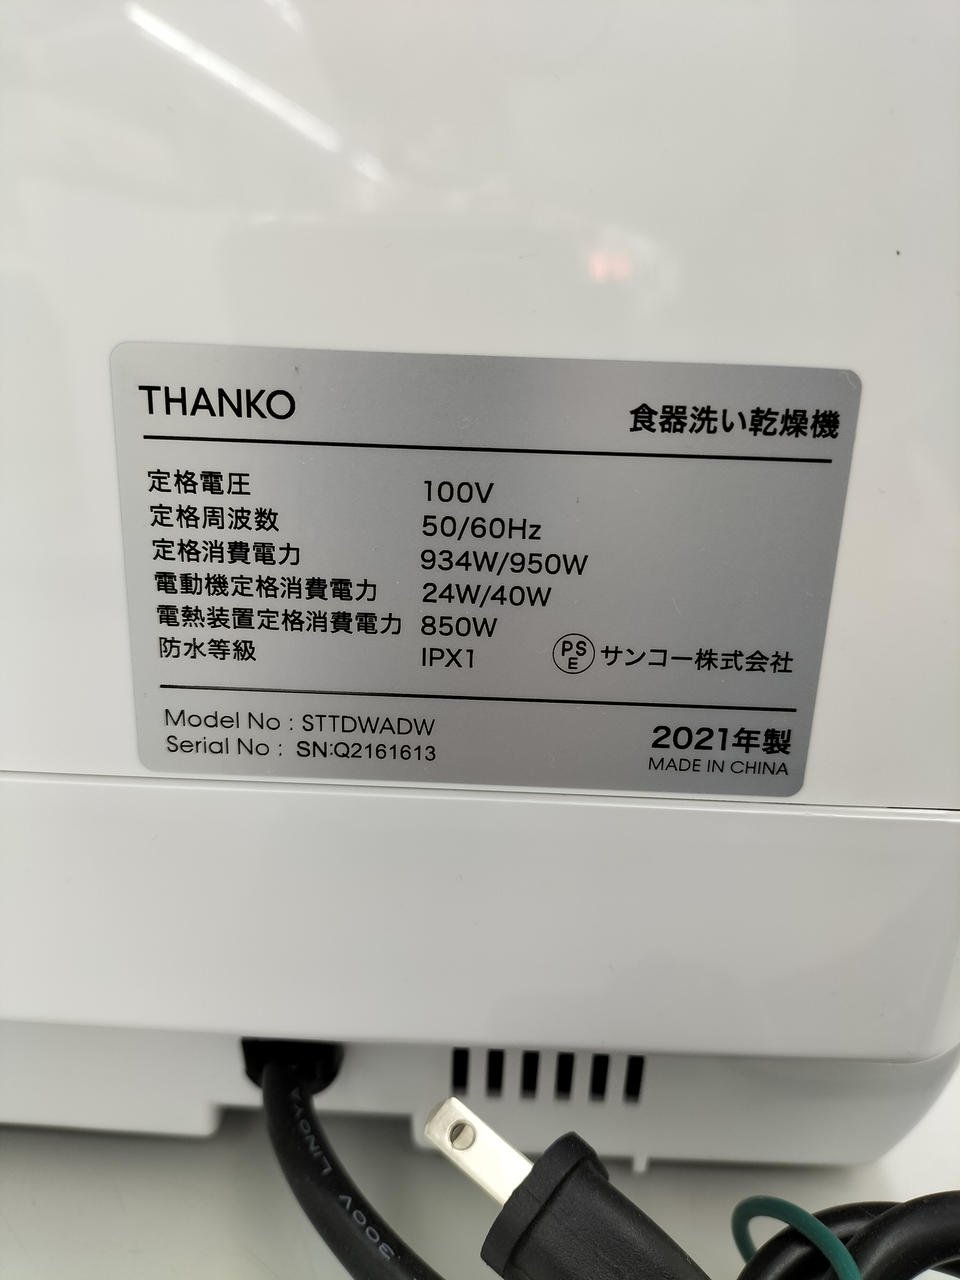 THANKO
食器洗い乾燥機
定格電圧 100V
定格周波数 50/60Hz
定格消費電力 934W/950W
電動機定格消費電力 24W/40W
電熱装置定格消費電力 850W
防水等級 IPX1
PSE サンコー株式会社
Model No : STTDWADW
Serial No : SN:Q2161613
2021年製
MADE IN CHINA
LINOYA 300V